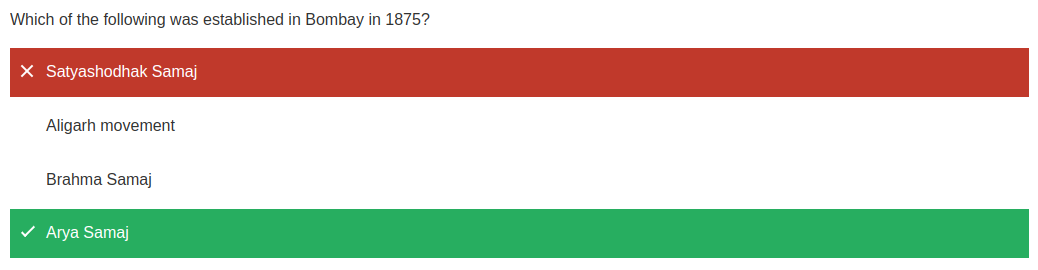 Which of the following was established in Bombay in 1875?
Satyashodhak Samaj
Aligarh movement
Brahma Samaj
Arya Samaj